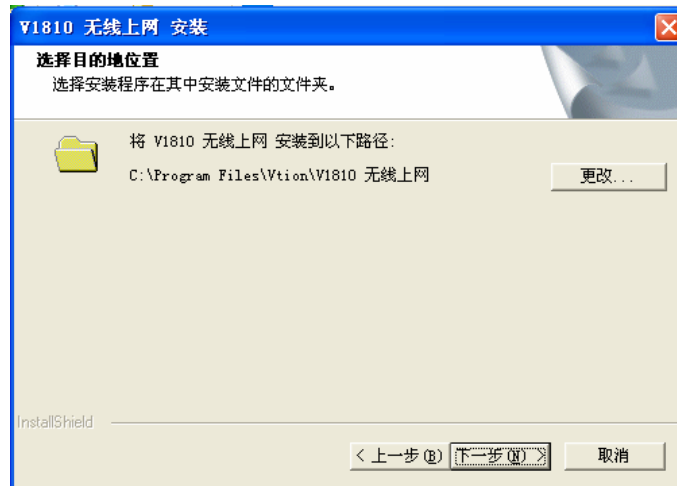 V1810 无线上网 安装
选择目的地位置
选择安装程序在其中安装文件的文件夹。
将 V1810 无线上网 安装到以下路径:
C:\Program Files\Vtion\V1810 无线上网
更改...
InstallShield
< 上一步(B)
下一步(N) >
取消